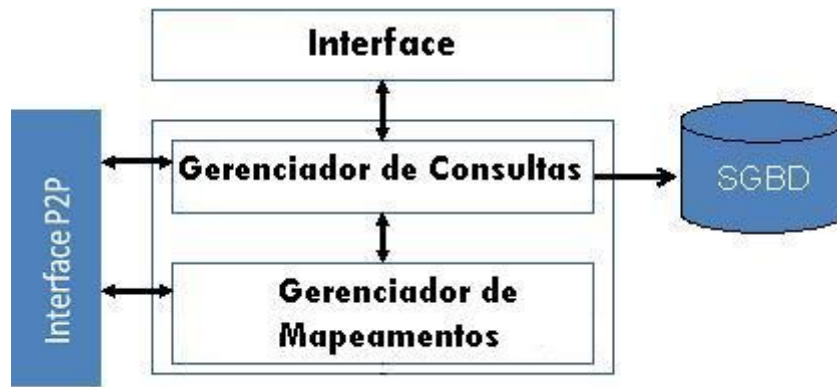 Interface
Gerenciador de Consultas
SGBD
Interface P2P
Gerenciador de
Mapeamentos